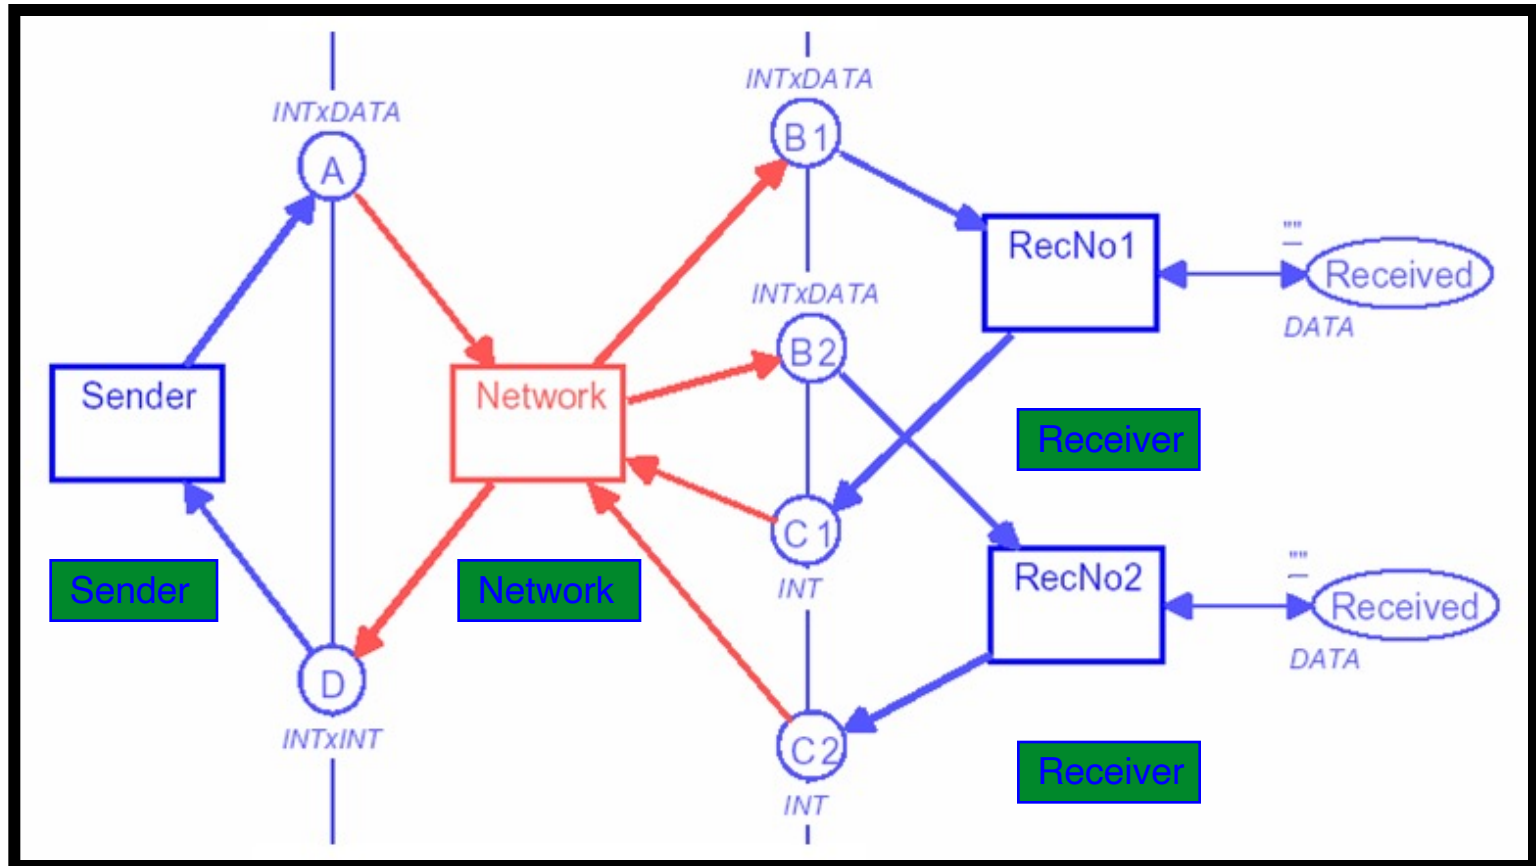 INTxDATA
A
INTxDATA
B1
RecNo1
""
Received
DATA
INTxDATA
B2
Sender
Network
Receiver
C1
INT
Sender
Network
RecNo2
""
Received
DATA
D
INTxINT
C2
INT
Receiver